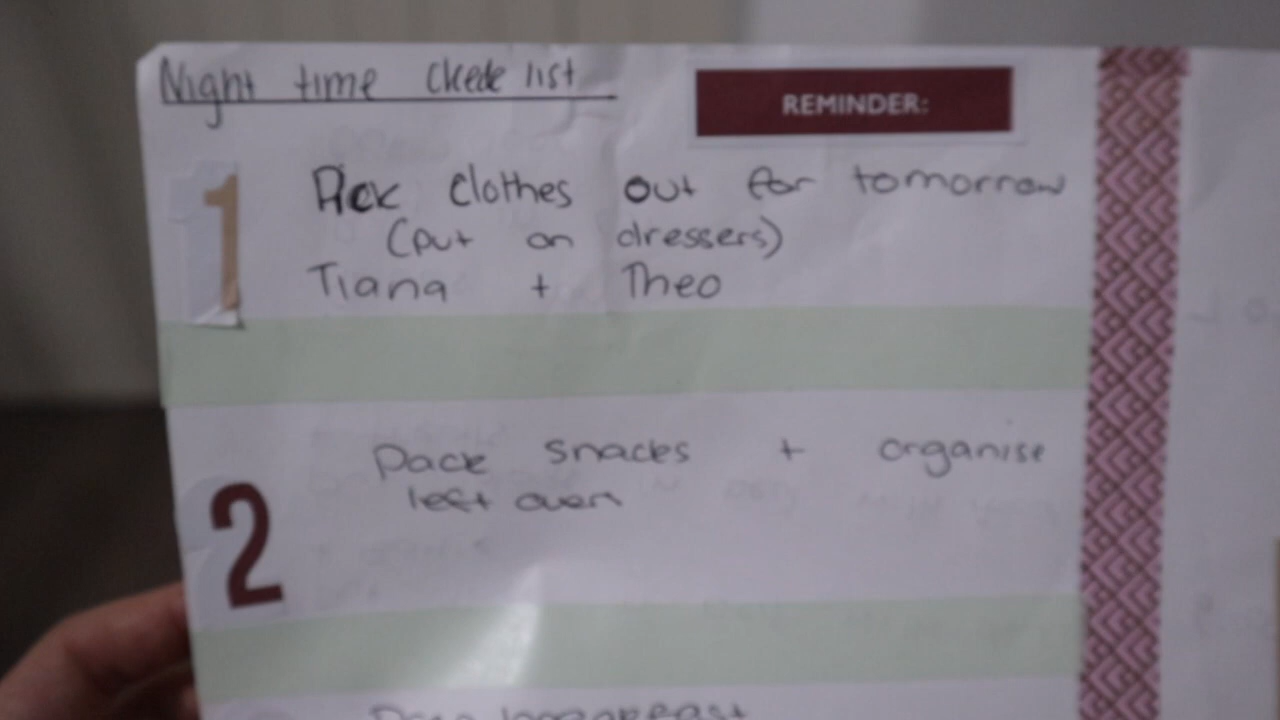 Night time check list
REMINDER:
1
Pick clothes out for tomorrow
(put on dressers)
Tiana + Theo
2
Pack snacks + organise
left over